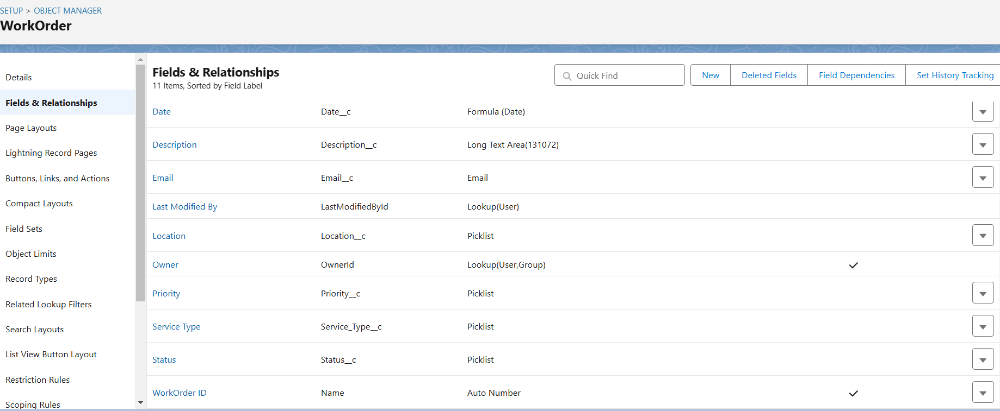 SETUP > OBJECT MANAGER
WorkOrder
Details
Fields & Relationships
Page Layouts
Lightning Record Pages
Buttons, Links, and Actions
Compact Layouts
Field Sets
Object Limits
Record Types
Related Lookup Filters
Search Layouts
List View Button Layout
Restriction Rules
Scoping Rules
Fields & Relationships
11 Items, Sorted by Field Label
Quick Find
New Deleted Fields Field Dependencies Set History Tracking
Date Date__c Formula (Date)
Description Description__c Long Text Area(131072)
Email Email__c Email
Last Modified By LastModifiedById Lookup(User)
Location Location__c Picklist
Owner OwnerId Lookup(User,Group)
Priority Priority__c Picklist
Service Type Service_Type__c Picklist
Status Status__c Picklist
WorkOrder ID Name Auto Number